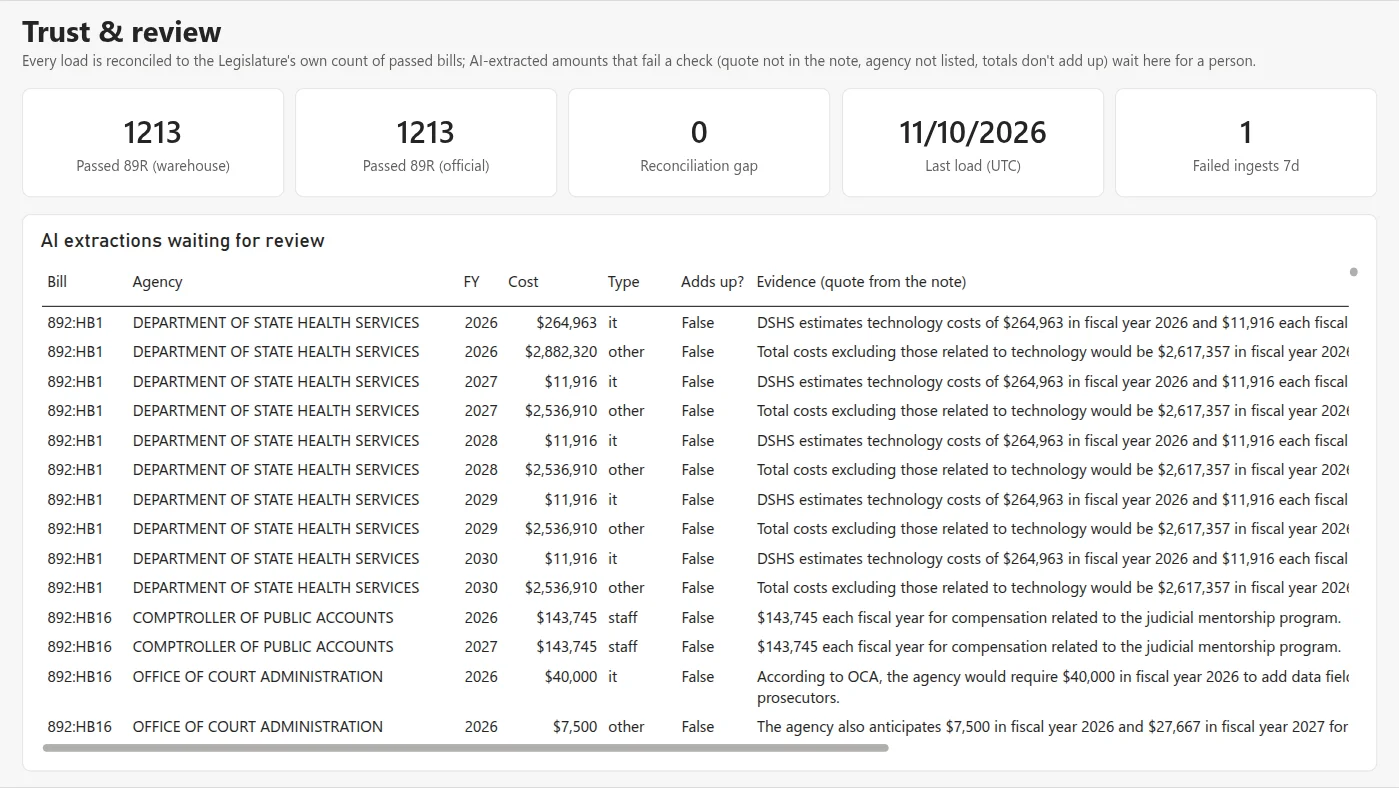 Trust & review
Every load is reconciled to the Legislature's own count of passed bills; AI-extracted amounts that fail a check (quote not in the note, agency not listed, totals don't add up) wait here for a person.
1213
Passed 89R (warehouse)
1213
Passed 89R (official)
0
Reconciliation gap
11/10/2026
Last load (UTC)
1
Failed ingests 7d
AI extractions waiting for review
Bill Agency FY Cost Type Adds up? Evidence (quote from the note)
892:HB1 DEPARTMENT OF STATE HEALTH SERVICES 2026 $264,963 it False DSHS estimates technology costs of $264,963 in fiscal year 2026 and $11,916 each fiscal
892:HB1 DEPARTMENT OF STATE HEALTH SERVICES 2026 $2,882,320 other False Total costs excluding those related to technology would be $2,617,357 in fiscal year 2026
892:HB1 DEPARTMENT OF STATE HEALTH SERVICES 2027 $11,916 it False DSHS estimates technology costs of $264,963 in fiscal year 2026 and $11,916 each fiscal
892:HB1 DEPARTMENT OF STATE HEALTH SERVICES 2027 $2,536,910 other False Total costs excluding those related to technology would be $2,617,357 in fiscal year 2026
892:HB1 DEPARTMENT OF STATE HEALTH SERVICES 2028 $11,916 it False DSHS estimates technology costs of $264,963 in fiscal year 2026 and $11,916 each fiscal
892:HB1 DEPARTMENT OF STATE HEALTH SERVICES 2028 $2,536,910 other False Total costs excluding those related to technology would be $2,617,357 in fiscal year 2026
892:HB1 DEPARTMENT OF STATE HEALTH SERVICES 2029 $11,916 it False DSHS estimates technology costs of $264,963 in fiscal year 2026 and $11,916 each fiscal
892:HB1 DEPARTMENT OF STATE HEALTH SERVICES 2029 $2,536,910 other False Total costs excluding those related to technology would be $2,617,357 in fiscal year 2026
892:HB1 DEPARTMENT OF STATE HEALTH SERVICES 2030 $11,916 it False DSHS estimates technology costs of $264,963 in fiscal year 2026 and $11,916 each fiscal
892:HB1 DEPARTMENT OF STATE HEALTH SERVICES 2030 $2,536,910 other False Total costs excluding those related to technology would be $2,617,357 in fiscal year 2026
892:HB16 COMPTROLLER OF PUBLIC ACCOUNTS 2026 $143,745 staff False $143,745 each fiscal year for compensation related to the judicial mentorship program.
892:HB16 COMPTROLLER OF PUBLIC ACCOUNTS 2027 $143,745 staff False $143,745 each fiscal year for compensation related to the judicial mentorship program.
892:HB16 OFFICE OF COURT ADMINISTRATION 2026 $40,000 it False According to OCA, the agency would require $40,000 in fiscal year 2026 to add data
prosecutors.
892:HB16 OFFICE OF COURT ADMINISTRATION 2026 $7,500 other False The agency also anticipates $7,500 in fiscal year 2026 and $27,667 in fiscal year 2027 for